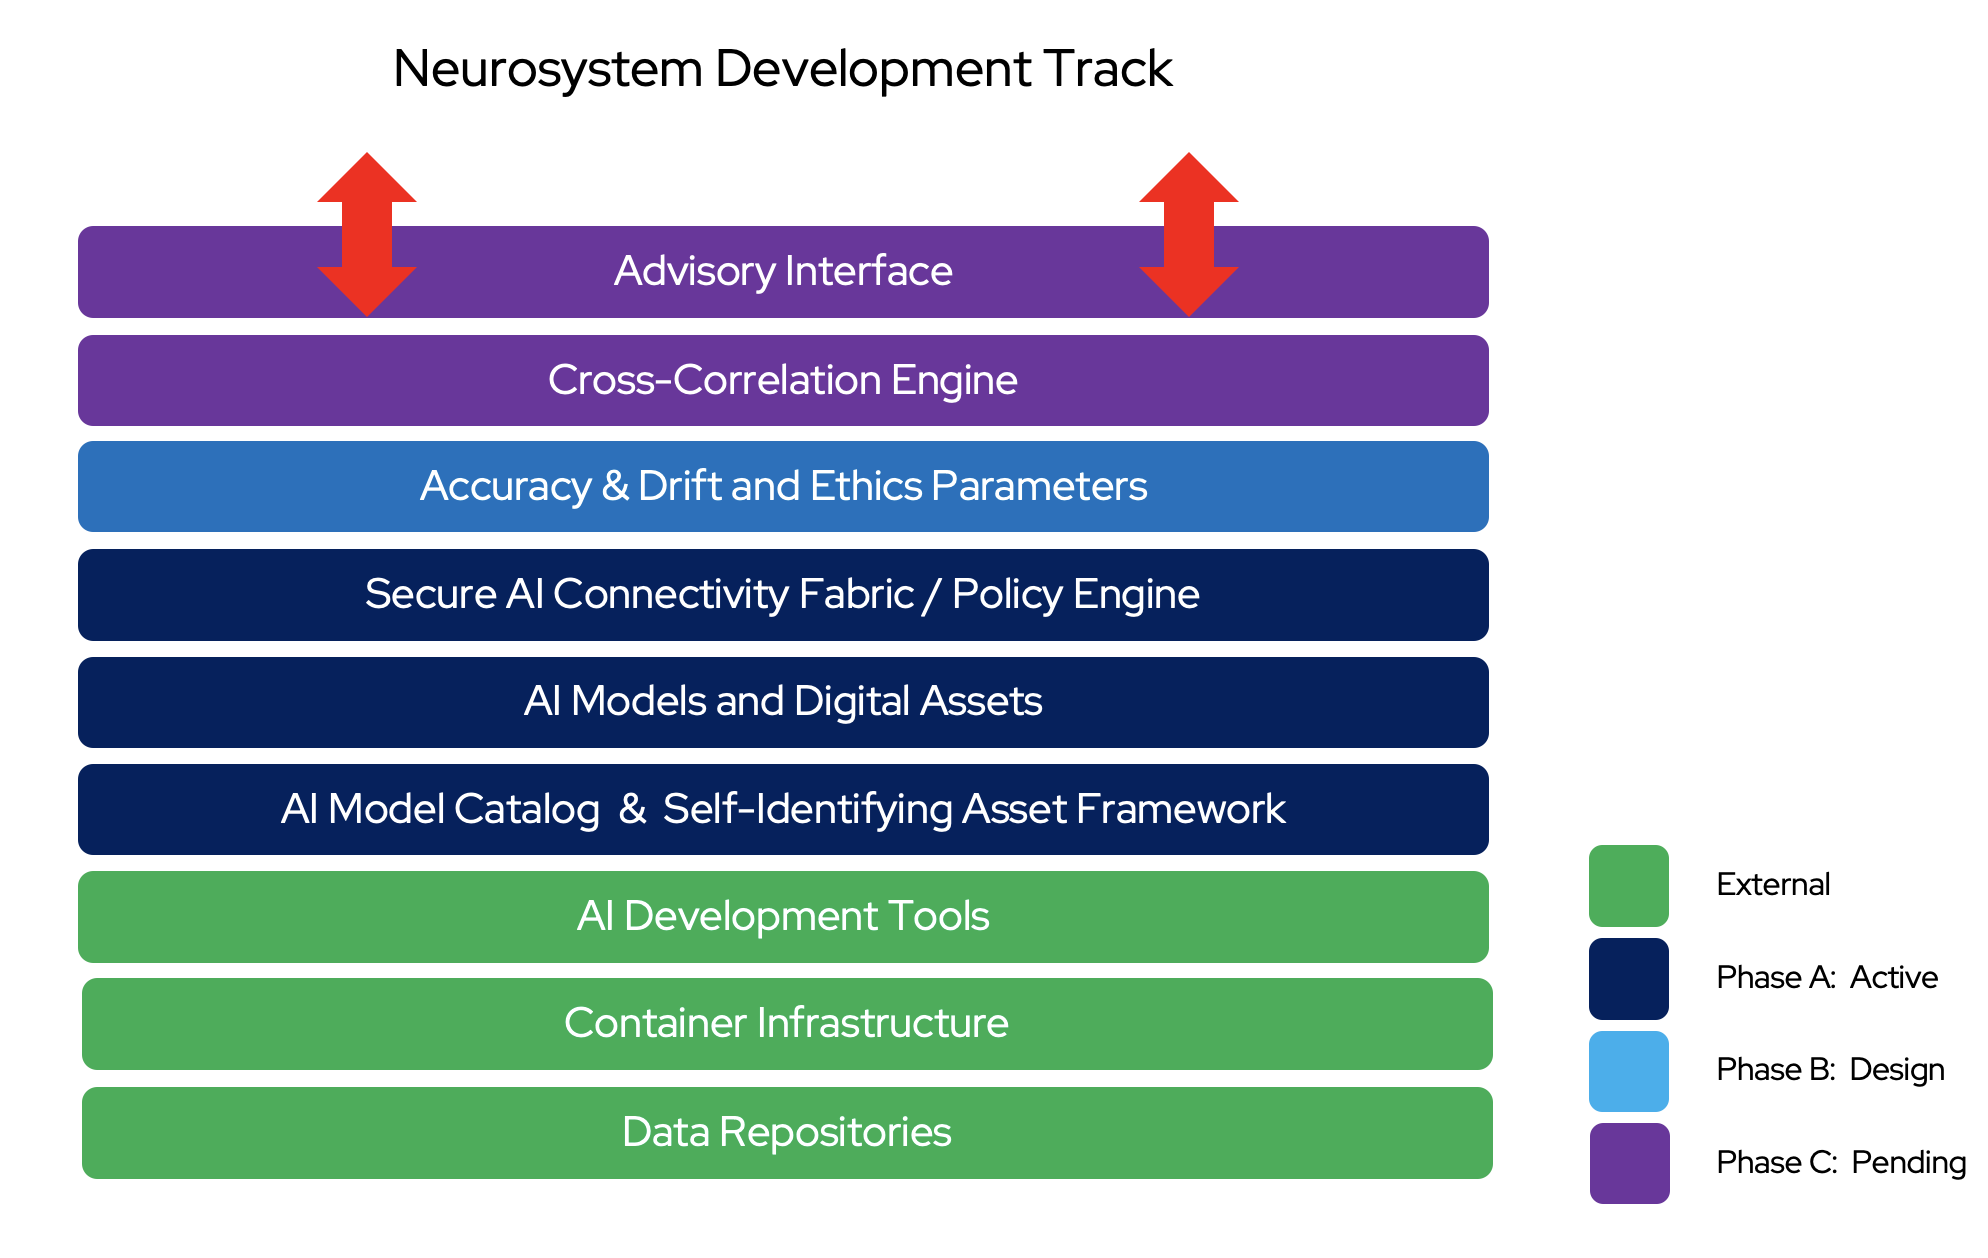 Neurosystem Development Track
Advisory Interface
Cross-Correlation Engine
Accuracy & Drift and Ethics Parameters
Secure AI Connectivity Fabric / Policy Engine
AI Models and Digital Assets
AI Model Catalog & Self-Identifying Asset Framework
AI Development Tools
Container Infrastructure
Data Repositories
External
Phase A: Active
Phase B: Design
Phase C: Pending